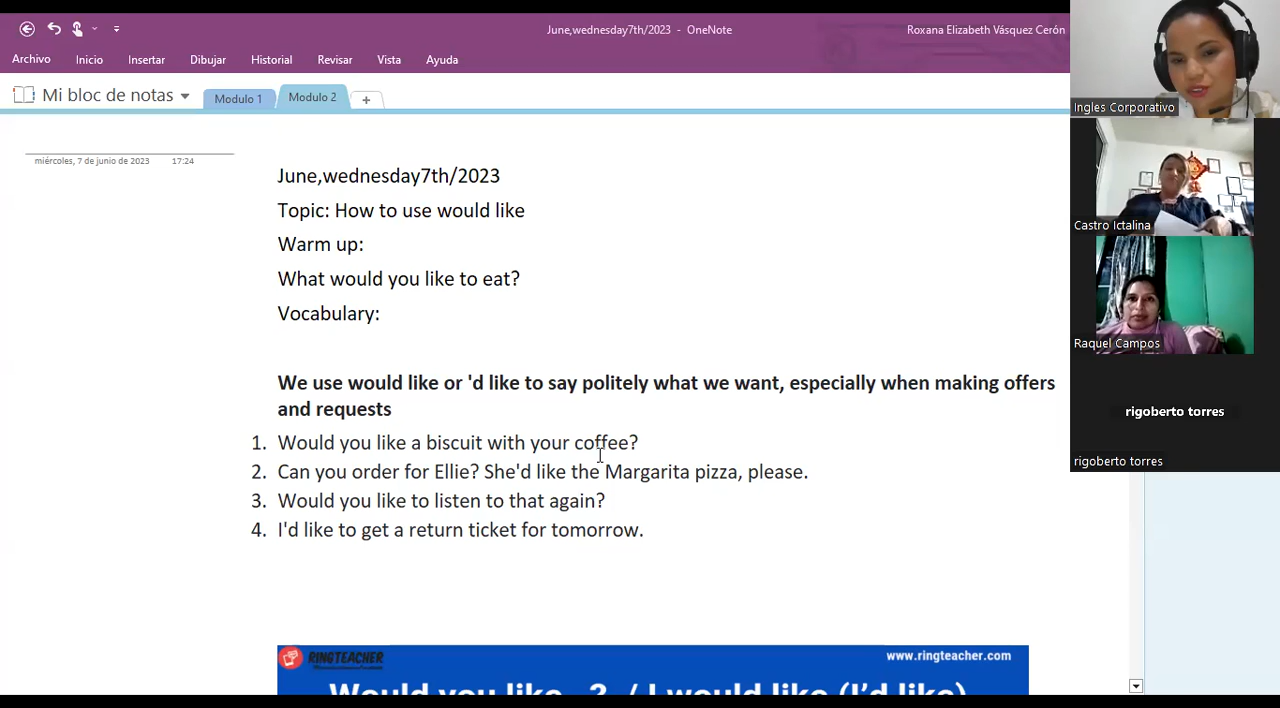 June,wednesday7th/2023 - OneNote
Roxana Elizabeth Vásquez Cerón
Archivo Inicio Insertar Dibujar Historial Revisar Vista Ayuda
Mi bloc de notas Modulo 1 Modulo 2 +
miércoles, 7 de junio de 2023 17:24
June,wednesday7th/2023
Topic: How to use would like
Warm up:
What would you like to eat?
Vocabulary:
We use would like or 'd like to say politely what we want, especially when making offers
and requests
1. Would you like a biscuit with your coffee?
2. Can you order for Ellie? She'd like the Margarita pizza, please.
3. Would you like to listen to that again?
4. I'd like to get a return ticket for tomorrow.
RINGTEACHER
www.ringteacher.com
Would you like...? / I would like (I'd like)
Ingles Corporativo
Castro Ictalina
Raquel Campos
rigoberto torres
rigoberto torres